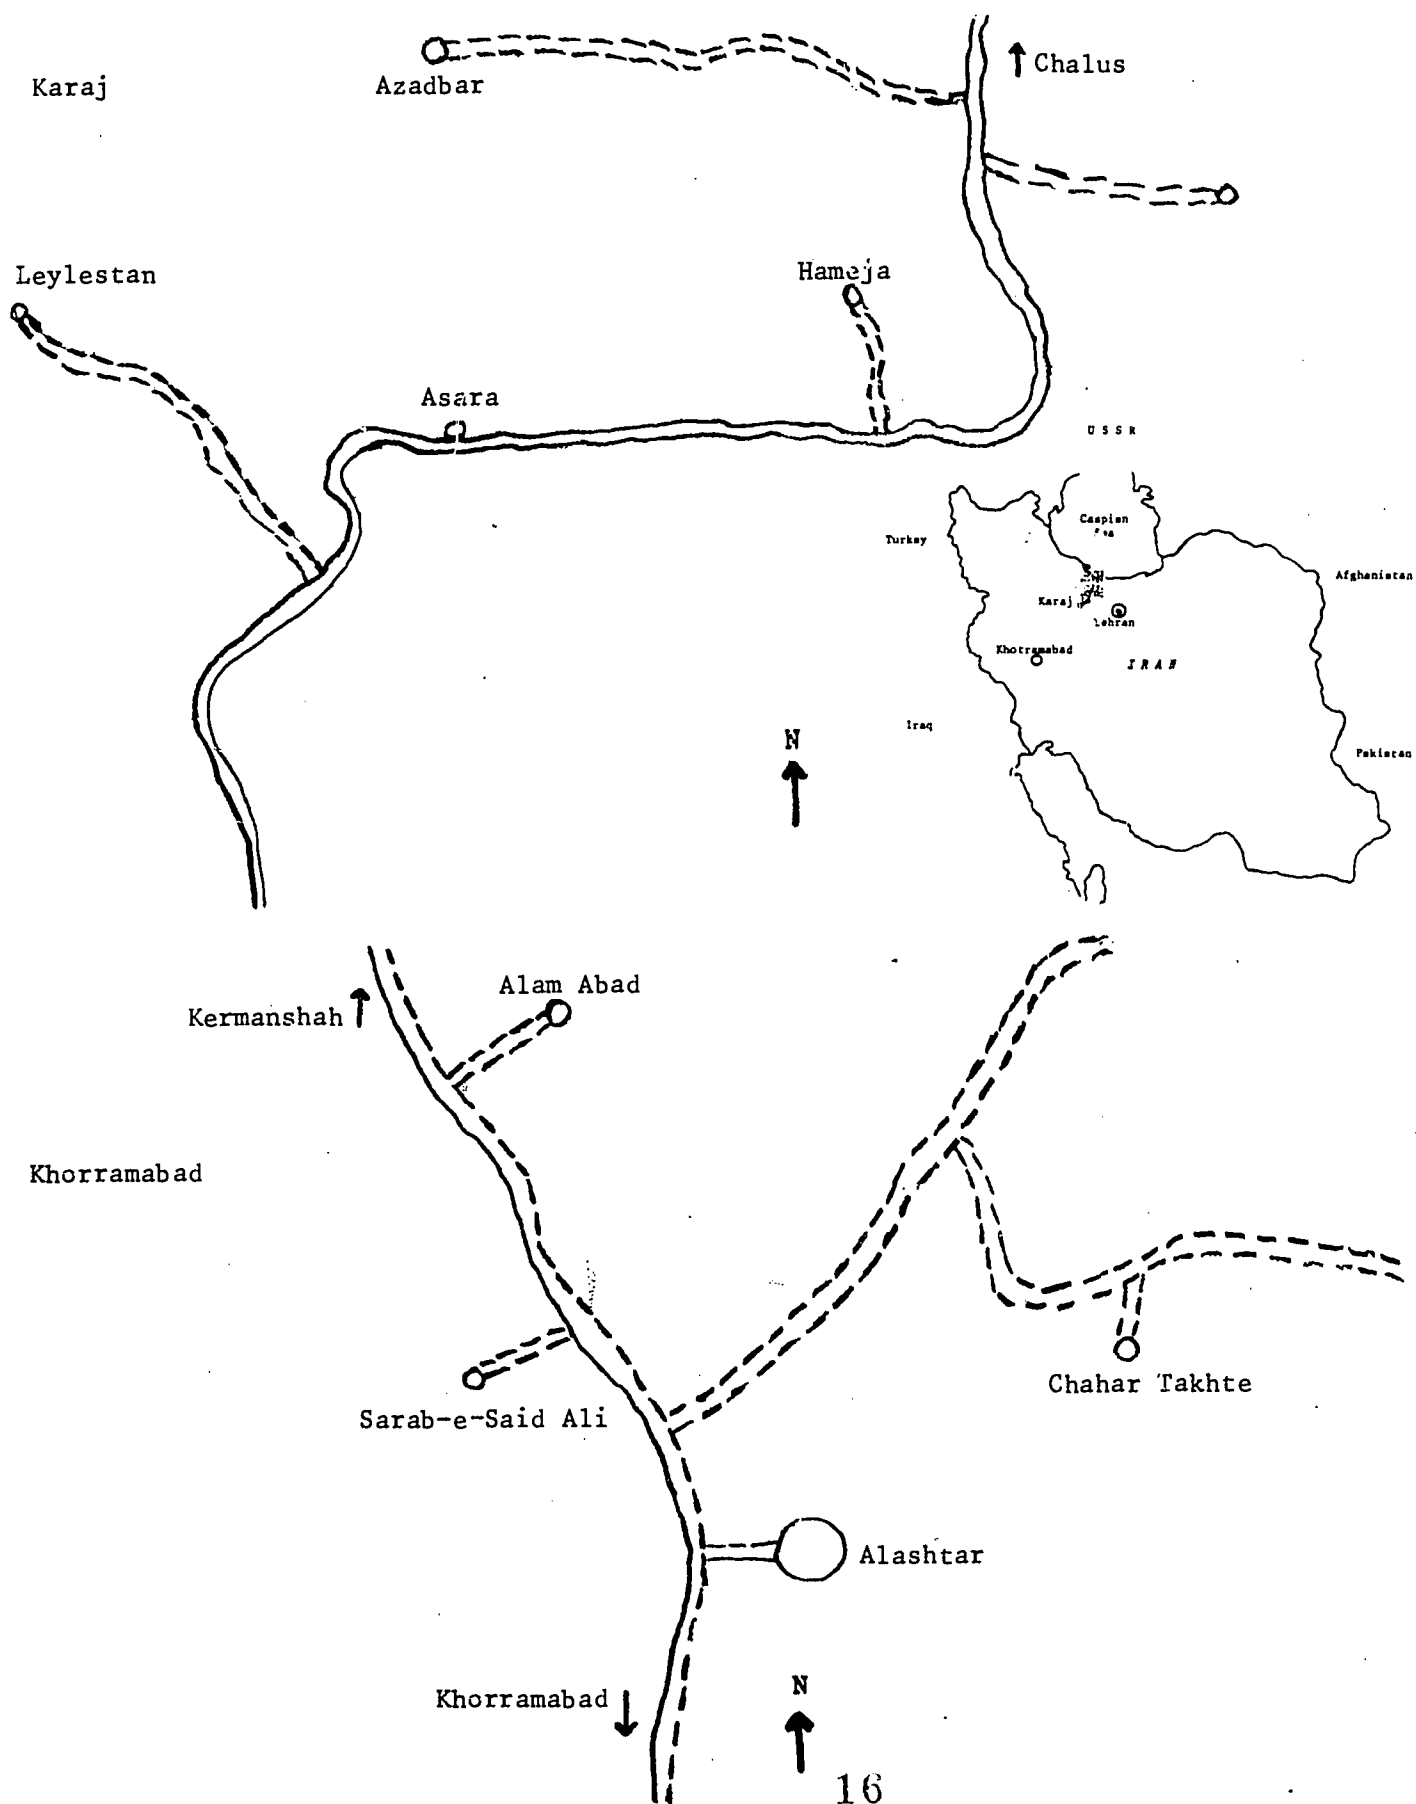 Chalus
Karaj
Azadbar
Leylestan
Hameja
Asara
USSR
Caspian
Sea
Turkey
Afghanistan
Karaj
Tehran
Khorramabad
IRAN
Iraq
N
Pakistan
Alam Abad
Kermanshah
Khorramabad
Chahar Takhte
Sarab-e-Said Ali
Alashtar
N
Khorramabad
16